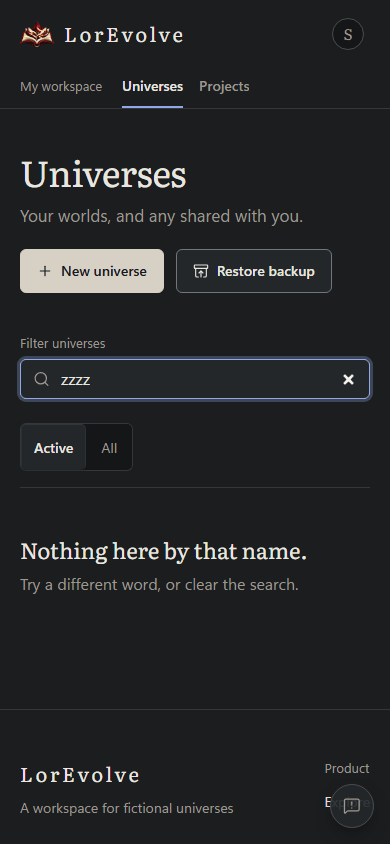 LorEvolve
S
My workspace Universes Projects
Universes
Your worlds, and any shared with you.
New universe Restore backup
Filter universes
zzzz
Active All
Nothing here by that name.
Try a different word, or clear the search.
LorEvolve
A workspace for fictional universes
Product